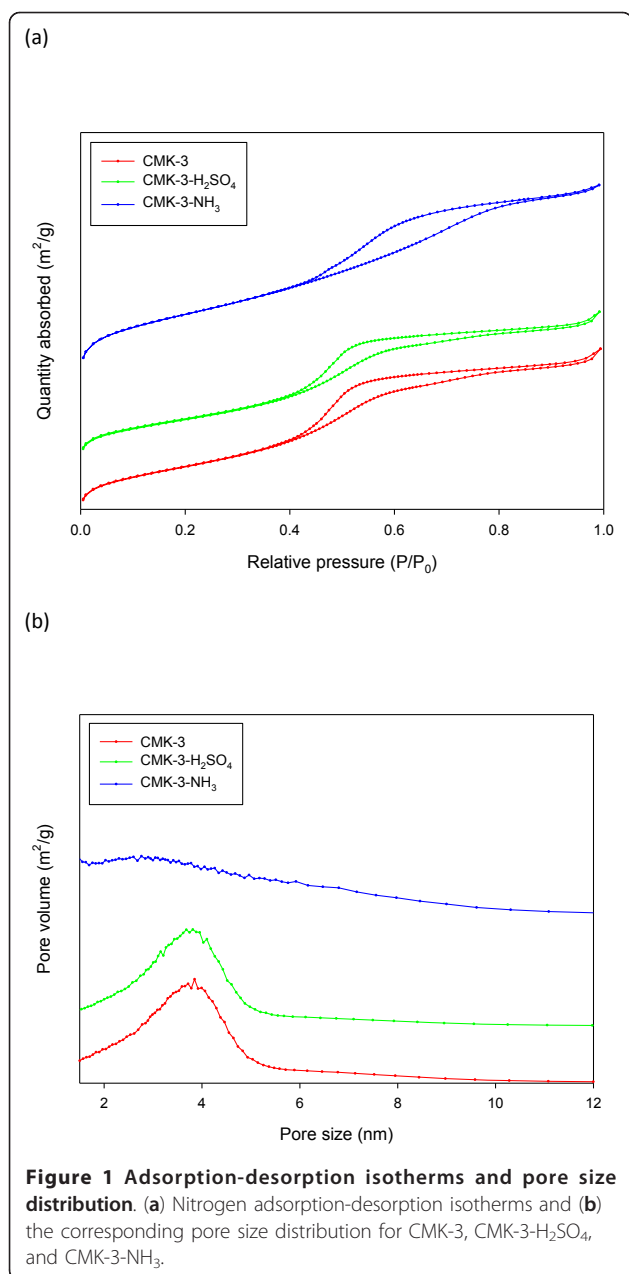 (a)
CMK-3
CMK-3-H₂SO₄
CMK-3-NH₃
Quantity absorbed (m²/g)
0.0 0.2 0.4 0.6 0.8 1.0
Relative pressure (P/P₀)
(b)
CMK-3
CMK-3-H₂SO₄
CMK-3-NH₃
Pore volume (m²/g)
2 4 6 8 10 12
Pore size (nm)
Figure 1 Adsorption-desorption isotherms and pore size
distribution. (a) Nitrogen adsorption-desorption isotherms and (b)
the corresponding pore size distribution for CMK-3, CMK-3-H₂SO₄,
and CMK-3-NH₃.